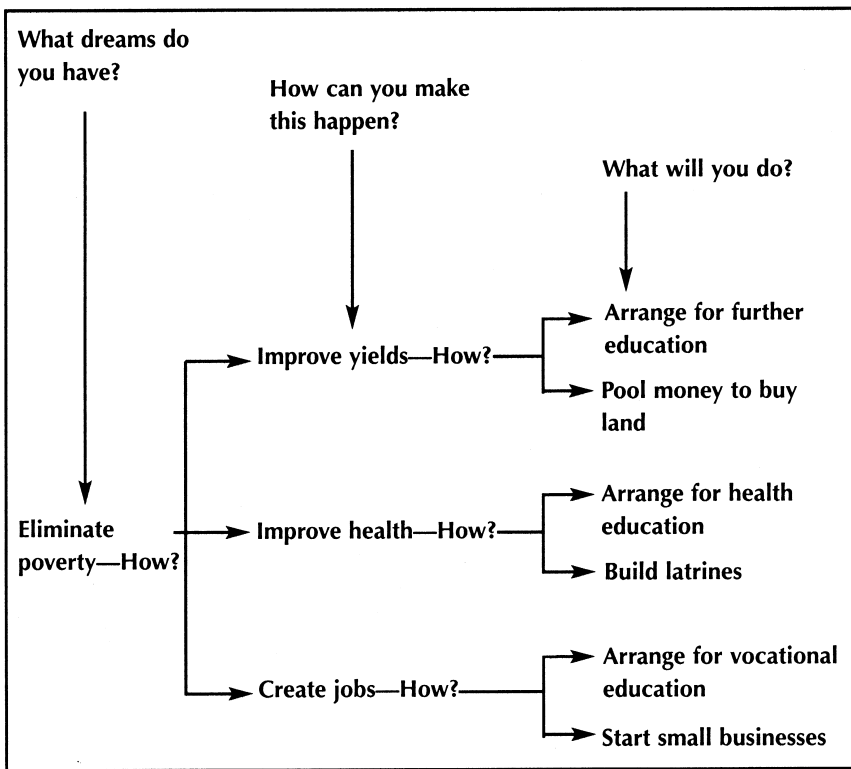 What dreams do
you have?
How can you make
this happen?
What will you do?
Arrange for further
education
Improve yields—How?
Pool money to buy
land
Arrange for health
education
Eliminate
poverty—How?
Improve health—How?
Build latrines
Arrange for vocational
education
Create jobs—How?
Start small businesses